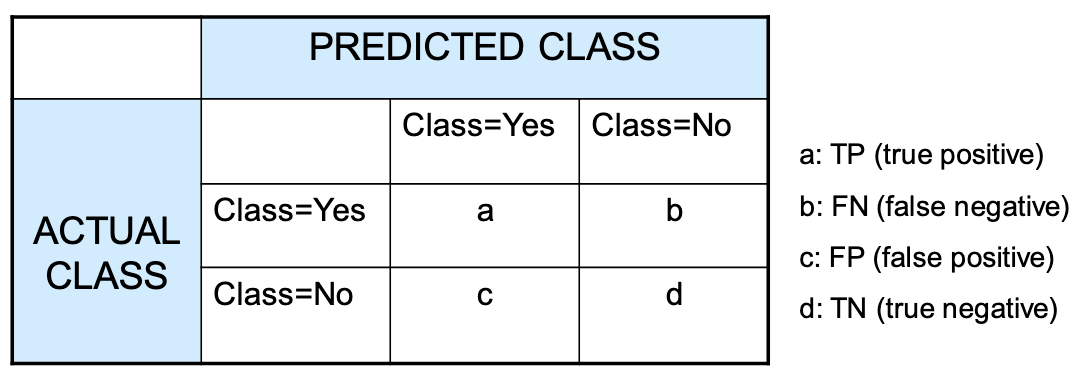 PREDICTED CLASS
Class=Yes Class=No
ACTUAL
CLASS
Class=Yes a b
Class=No c d
a: TP (true positive)
b: FN (false negative)
c: FP (false positive)
d: TN (true negative)